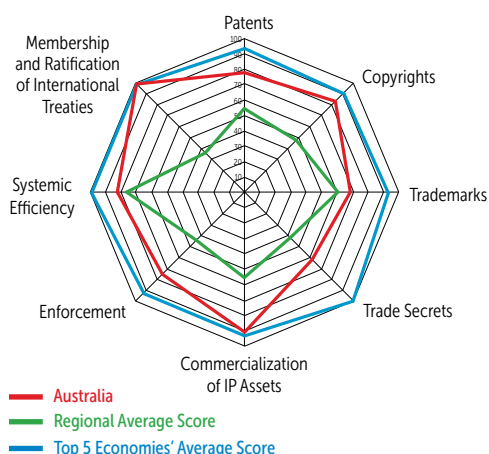 Patents
100
90
80
70
60
50
40
30
20
10
Membership
and Ratification
of International
Treaties
Copyrights
Systemic
Efficiency
Trademarks
Enforcement
Trade Secrets
Commercialization
of IP Assets
Australia
Regional Average Score
Top 5 Economies' Average Score